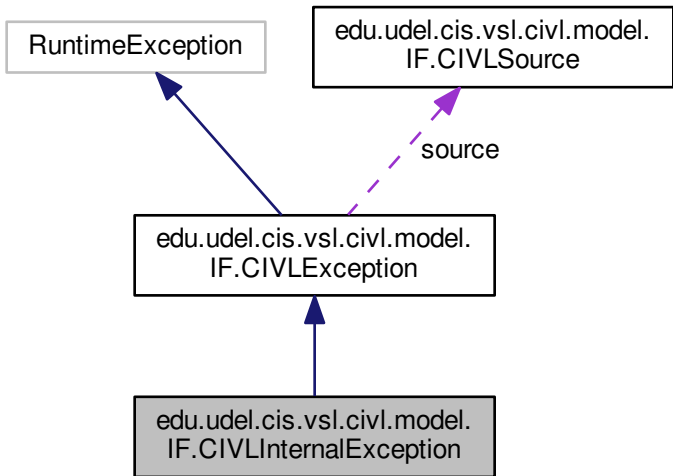 RuntimeException
edu.udel.cis.vsl.civl.model.
IF.CIVLSource
source
edu.udel.cis.vsl.civl.model.
IF.CIVLException
edu.udel.cis.vsl.civl.model.
IF.CIVLInternalException